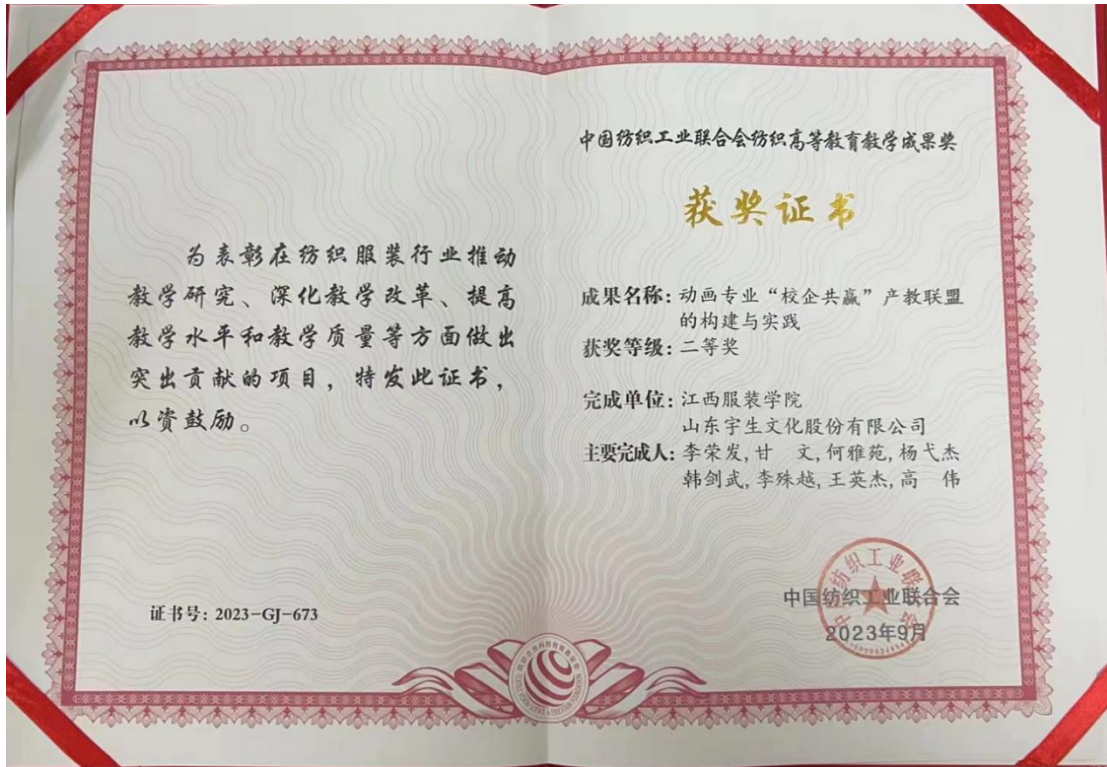 为表彰在纺织服装行业推动
教学研究、深化教学改革、提高
教学水平和教学质量等方面做出
突出贡献的项目，特发此证书，
以资鼓励。
证书号：2023-GJ-673
中国纺织工业联合会纺织高等教育教学成果奖
获奖证书
成果名称：动画专业“校企共赢”产教联盟
的构建与实践
获奖等级：二等奖
完成单位：江西服装学院
山东宇生文化股份有限公司
主要完成人：李荣发，甘　文，何雅苑，杨弋杰
韩剑武，李殊越，王英杰，高　伟
中国纺织工业联合会
2023年9月
中国纺织工业联合会